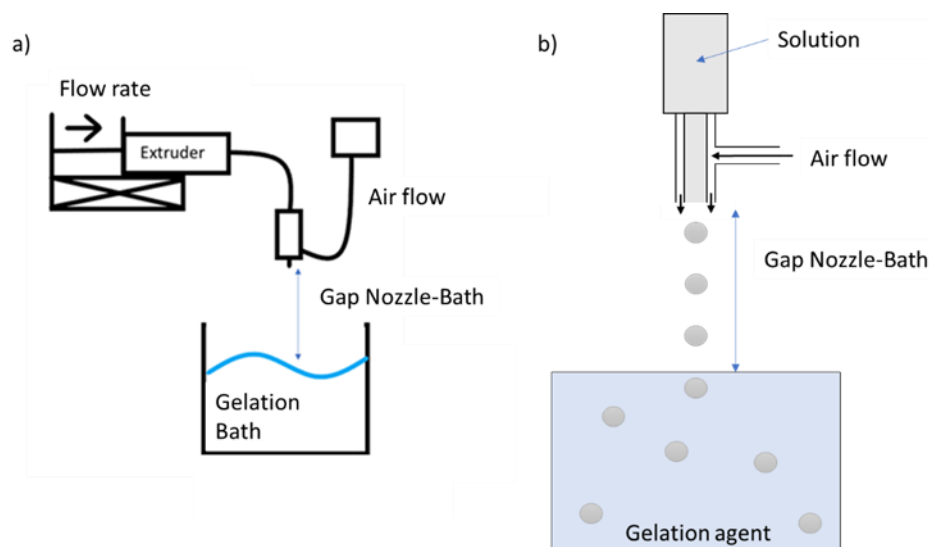 a)
Flow rate
Extruder
Air flow
Gap Nozzle-Bath
Gelation
Bath
b)
Solution
Air flow
Gap Nozzle-Bath
Gelation agent